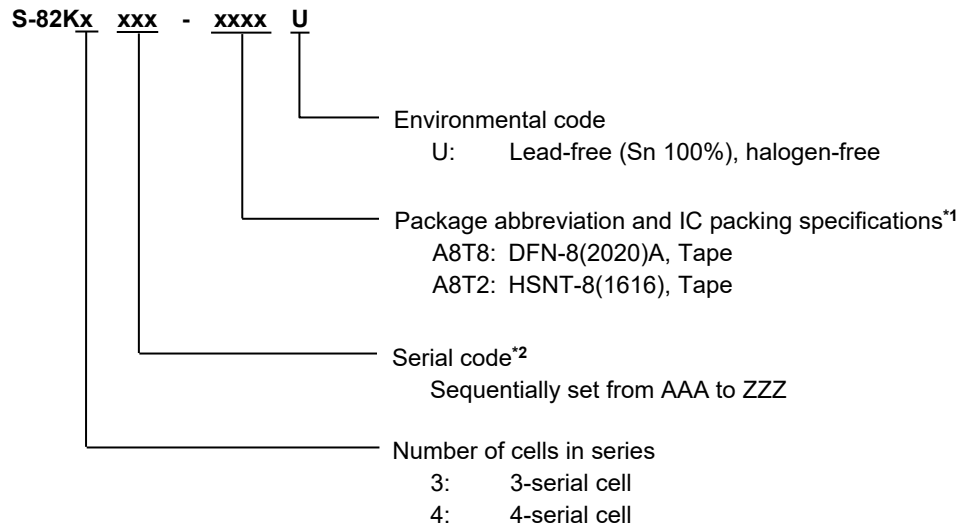 S-82Kx xxx - xxxx U
Environmental code
U: Lead-free (Sn 100%), halogen-free
Package abbreviation and IC packing specifications*1
A8T8: DFN-8(2020)A, Tape
A8T2: HSNT-8(1616), Tape
Serial code*2
Sequentially set from AAA to ZZZ
Number of cells in series
3: 3-serial cell
4: 4-serial cell